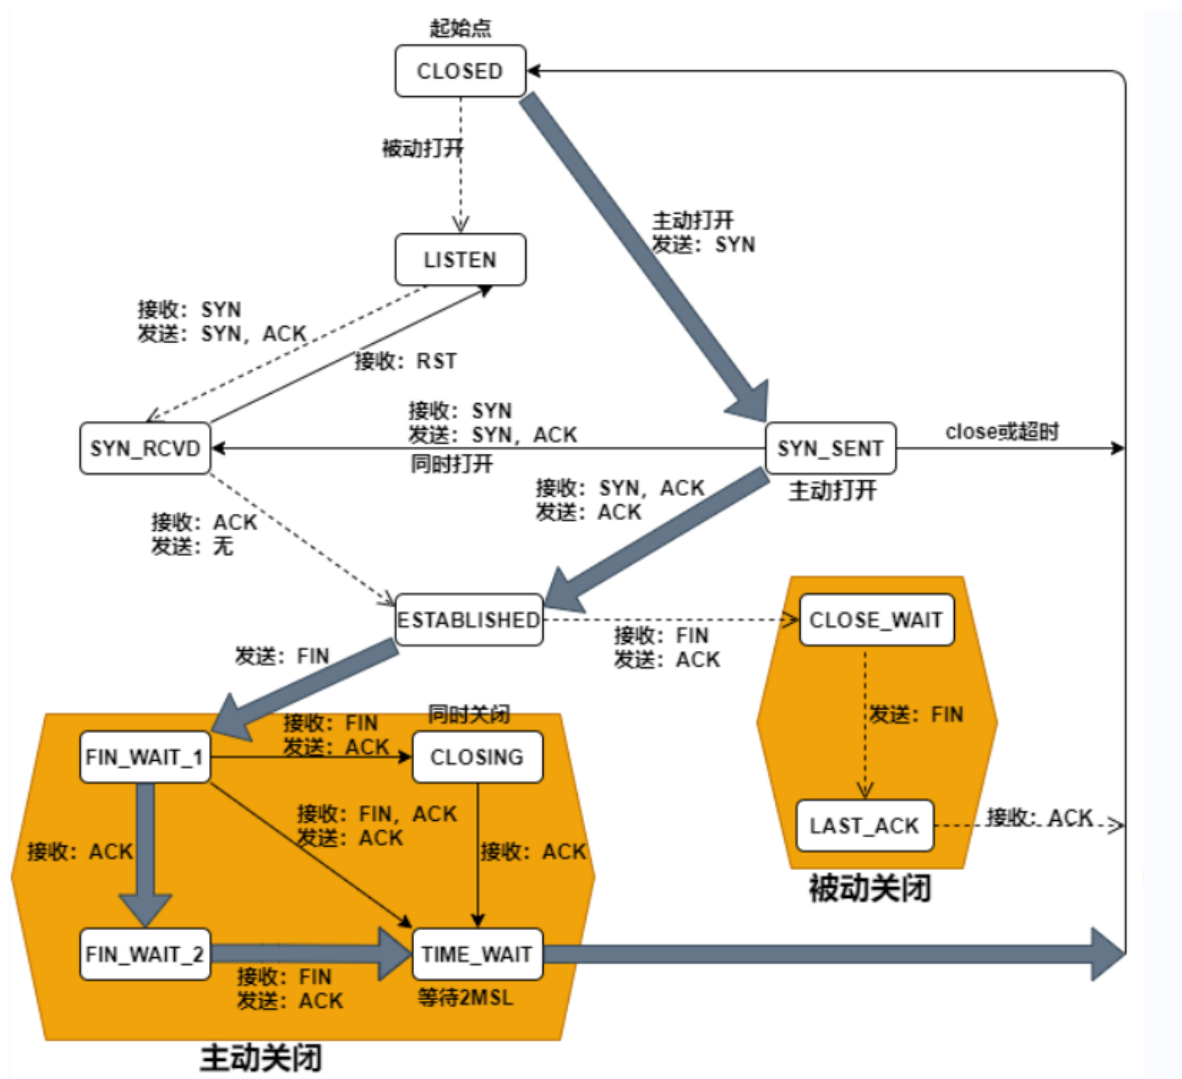 起始点
CLOSED
被动打开
主动打开
发送：SYN
LISTEN
接收：SYN
发送：SYN，ACK
接收：RST
接收：SYN
发送：SYN，ACK
同时打开
SYN_RCVD
SYN_SENT
主动打开
close或超时
接收：SYN，ACK
发送：ACK
接收：ACK
发送：无
ESTABLISHED
接收：FIN
发送：ACK
CLOSE_WAIT
发送：FIN
发送：FIN
LAST_ACK
接收：ACK
被动关闭
同时关闭
接收：FIN
发送：ACK
FIN_WAIT_1
CLOSING
接收：FIN，ACK
发送：ACK
接收：ACK
接收：ACK
FIN_WAIT_2
TIME_WAIT
接收：FIN
发送：ACK
等待2MSL
主动关闭